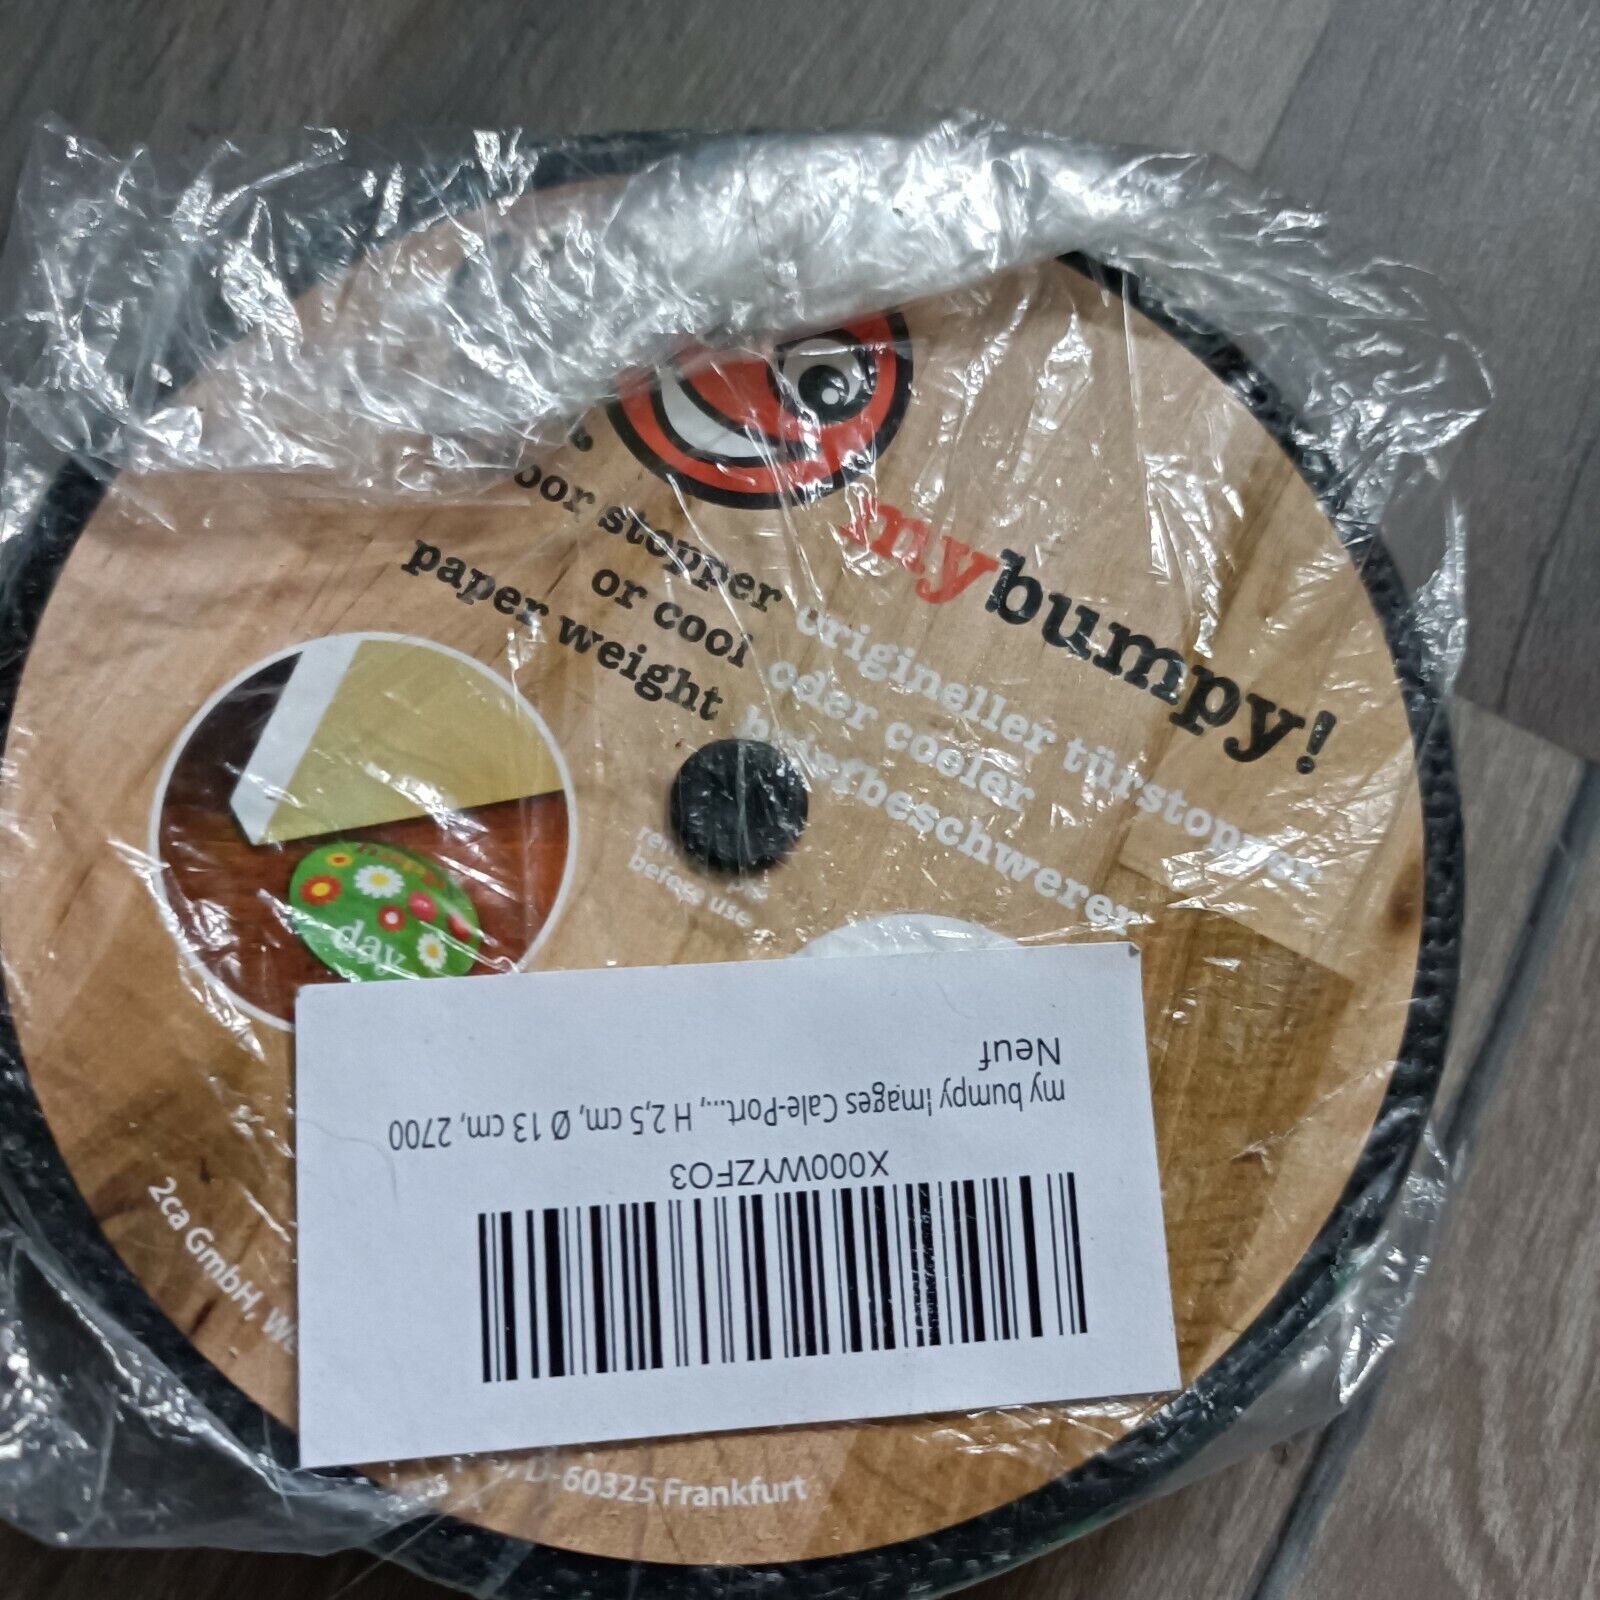 mybumpy!
door stopper
or cool
paper weight
origineller türstopper
oder cooler
briefbeschwerer
before use
day
Neuf
my bumpy Images Cale-Port..., H 2,5 cm, Ø 13 cm, 2700
X000WYZFO3
2ca GmbH,
D-60325 Frankfurt